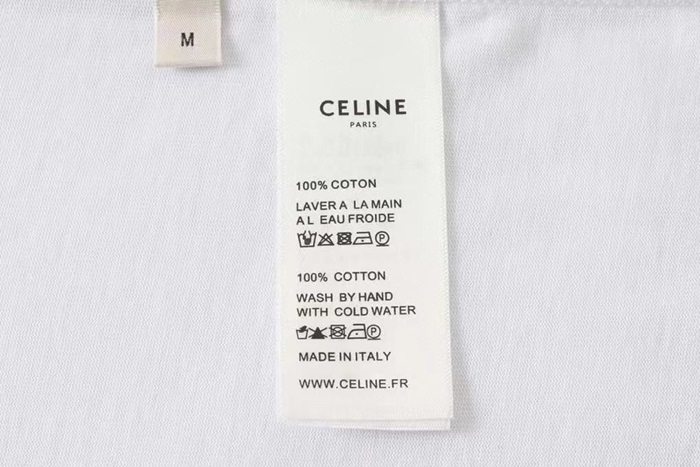 M
CELINE
PARIS
100% COTON
LAVER A LA MAIN
A L EAU FROIDE
P
100% COTTON
WASH BY HAND
WITH COLD WATER
P
MADE IN ITALY
WWW.CELINE.FR